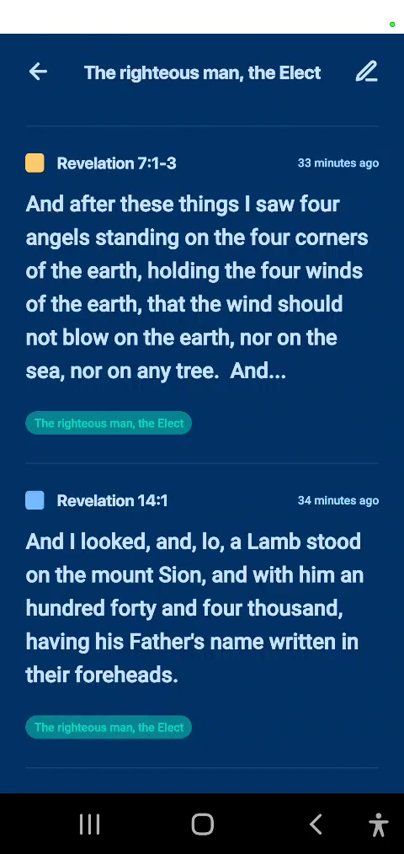 The righteous man, the Elect
Revelation 7:1-3
33 minutes ago
And after these things I saw four
angels standing on the four corners
of the earth, holding the four winds
of the earth, that the wind should
not blow on the earth, nor on the
sea, nor on any tree.  And...
The righteous man, the Elect
Revelation 14:1
34 minutes ago
And I looked, and, lo, a Lamb stood
on the mount Sion, and with him an
hundred forty and four thousand,
having his Father's name written in
their foreheads.
The righteous man, the Elect